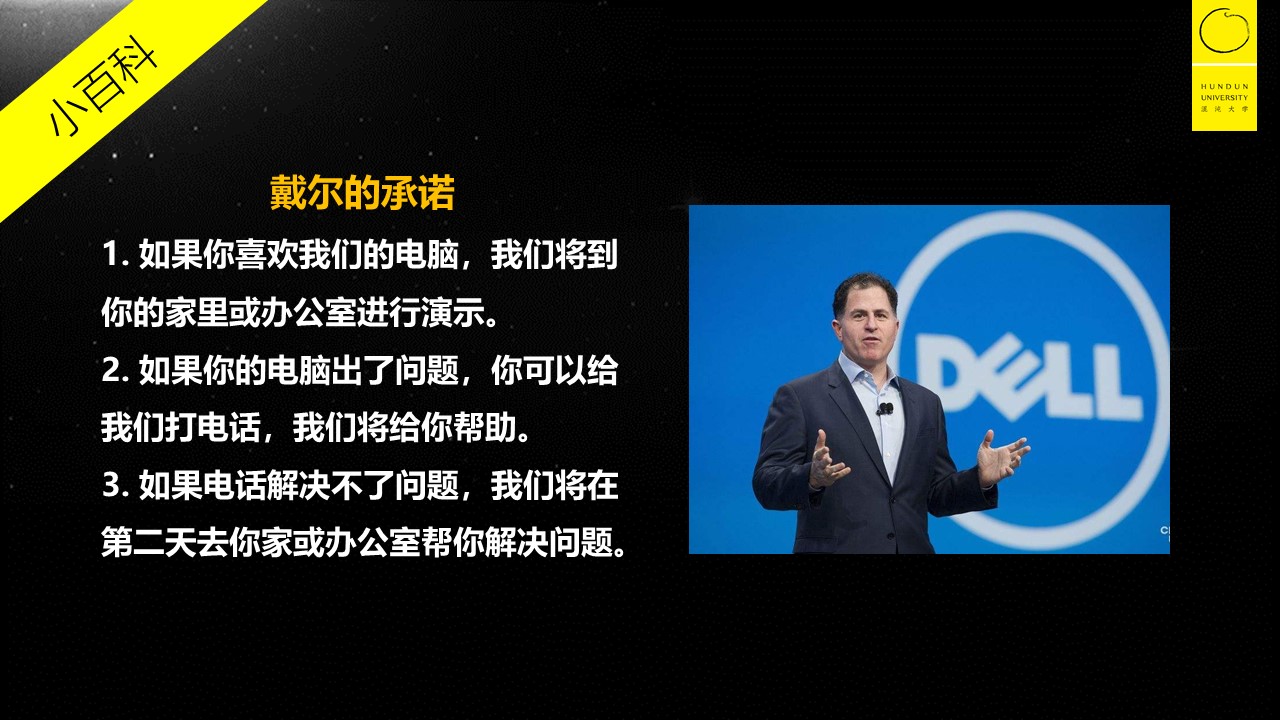 小百科
HUNDUN
UNIVERSITY
混沌大学
戴尔的承诺
1. 如果你喜欢我们的电脑，我们将到
你的家里或办公室进行演示。
2. 如果你的电脑出了问题，你可以给
我们打电话，我们将给你帮助。
3. 如果电话解决不了问题，我们将在
第二天去你家或办公室帮你解决问题。
DELL